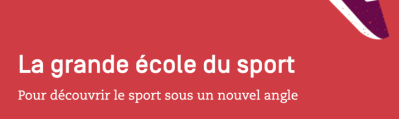 La grande école du sport
Pour découvrir le sport sous un nouvel angle